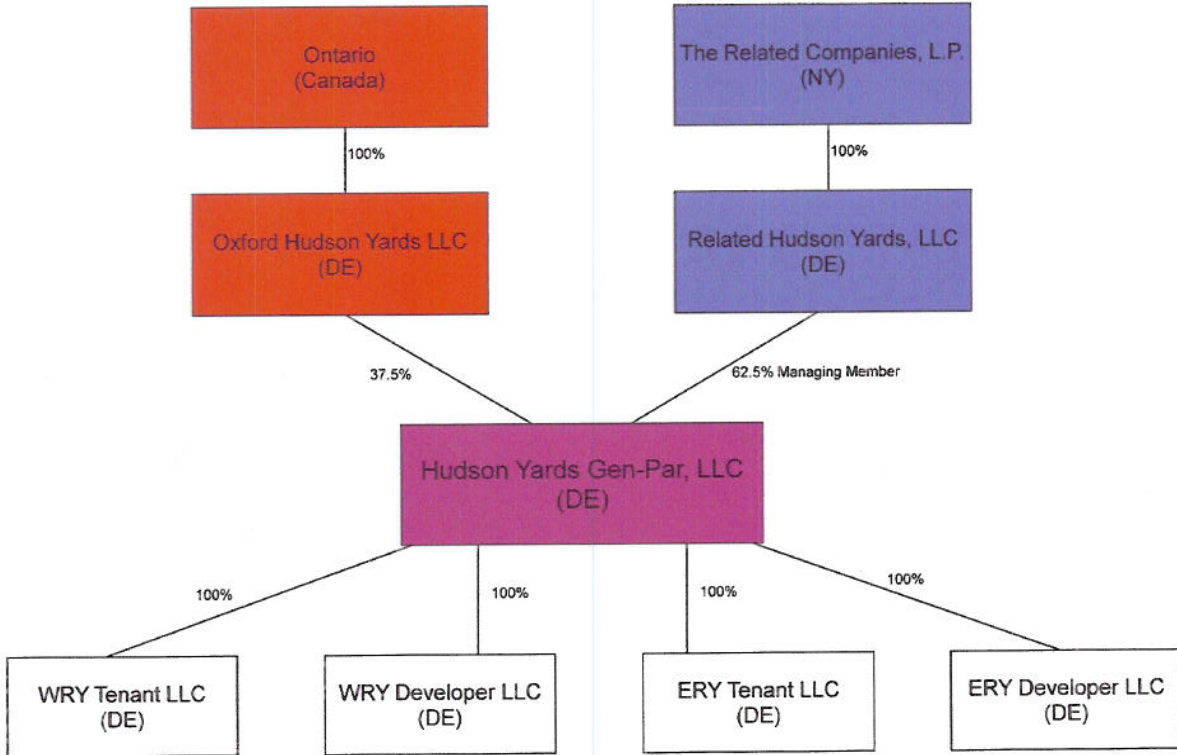 Ontario
(Canada)
The Related Companies, L.P.
(NY)
100%
100%
Oxford Hudson Yards LLC
(DE)
Related Hudson Yards, LLC
(DE)
37.5%
62.5% Managing Member
Hudson Yards Gen-Par, LLC
(DE)
100%
100%
100%
100%
WRY Tenant LLC
(DE)
WRY Developer LLC
(DE)
ERY Tenant LLC
(DE)
ERY Developer LLC
(DE)